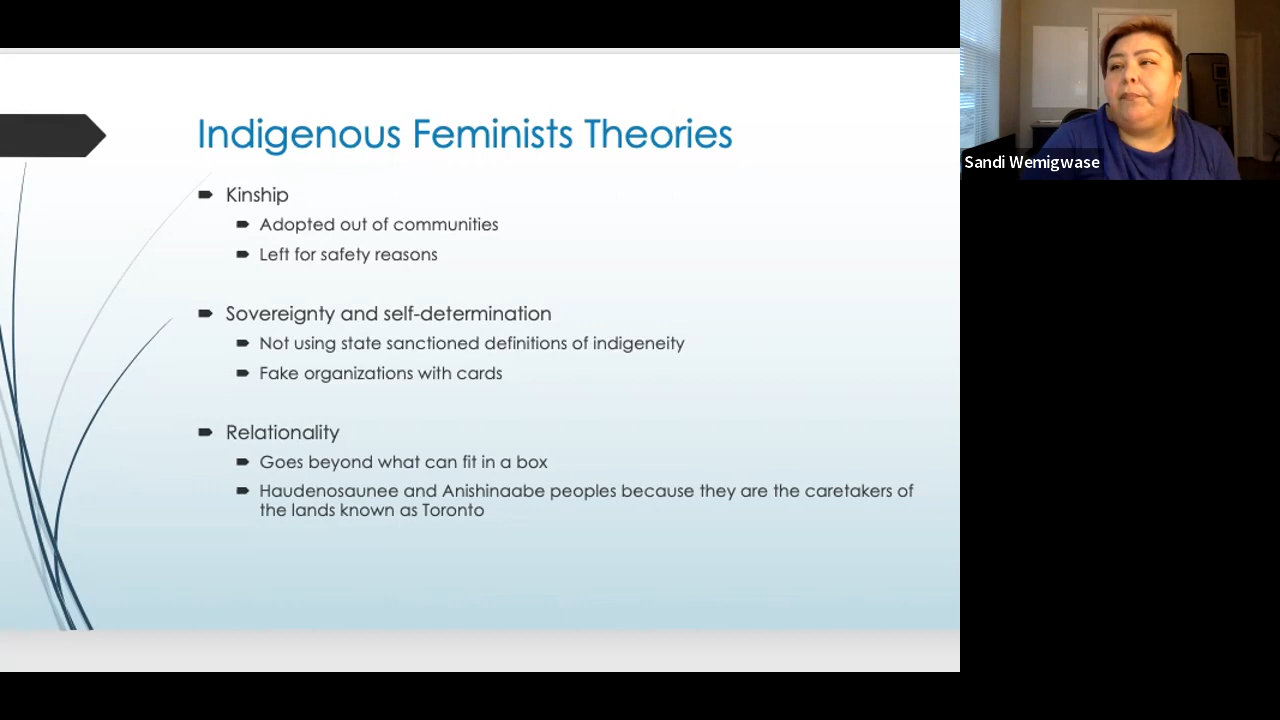 Indigenous Feminists Theories
Kinship
Adopted out of communities
Left for safety reasons
Sovereignty and self-determination
Not using state sanctioned definitions of indigeneity
Fake organizations with cards
Relationality
Goes beyond what can fit in a box
Haudenosaunee and Anishinaabe peoples because they are the caretakers of
the lands known as Toronto
Sandi Wemigwase